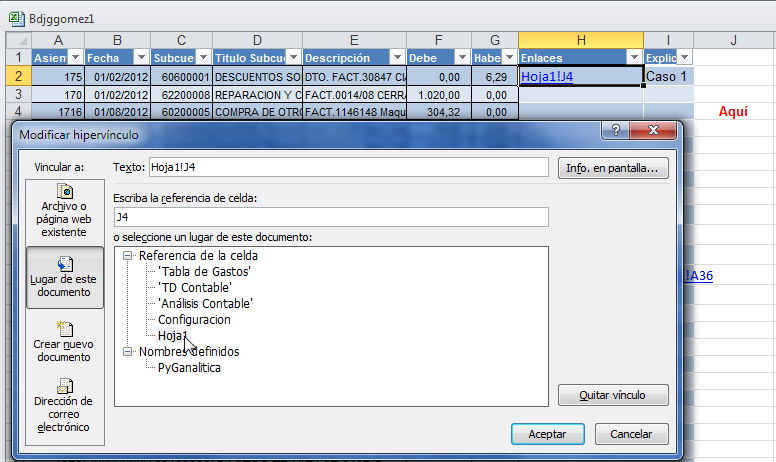 Bdjggomez1
A B C D E F G H I J
1 Asien Fecha Subcue Titulo Subcue Descripción Debe Habe Enlaces Explic
2 175 01/02/2012 60600001 DESCUENTOS SO DTO. FACT.30847 CI 0,00 6,29 Hoja1!J4 Caso 1
3 170 01/02/2012 62200008 REPARACION Y C FACT.0014/08 CERRA 1.020,00 0,00
4 1716 01/08/2012 60200005 COMPRA DE OTRO FACT.1146148 Maqu 304,32 0,00 Aquí
Modificar hipervínculo
Vincular a:
Texto: Hoja1!J4
Info. en pantalla...
Archivo o
página web
existente
Lugar de este
documento
Crear nuevo
documento
Dirección de
correo
electrónico
Escriba la referencia de celda:
J4
o seleccione un lugar de este documento:
Referencia de la celda
'Tabla de Gastos'
'TD Contable'
'Análisis Contable'
Configuracion
Hoja1
Nombres definidos
PyGanalitica
!A36
Quitar vínculo
Aceptar
Cancelar